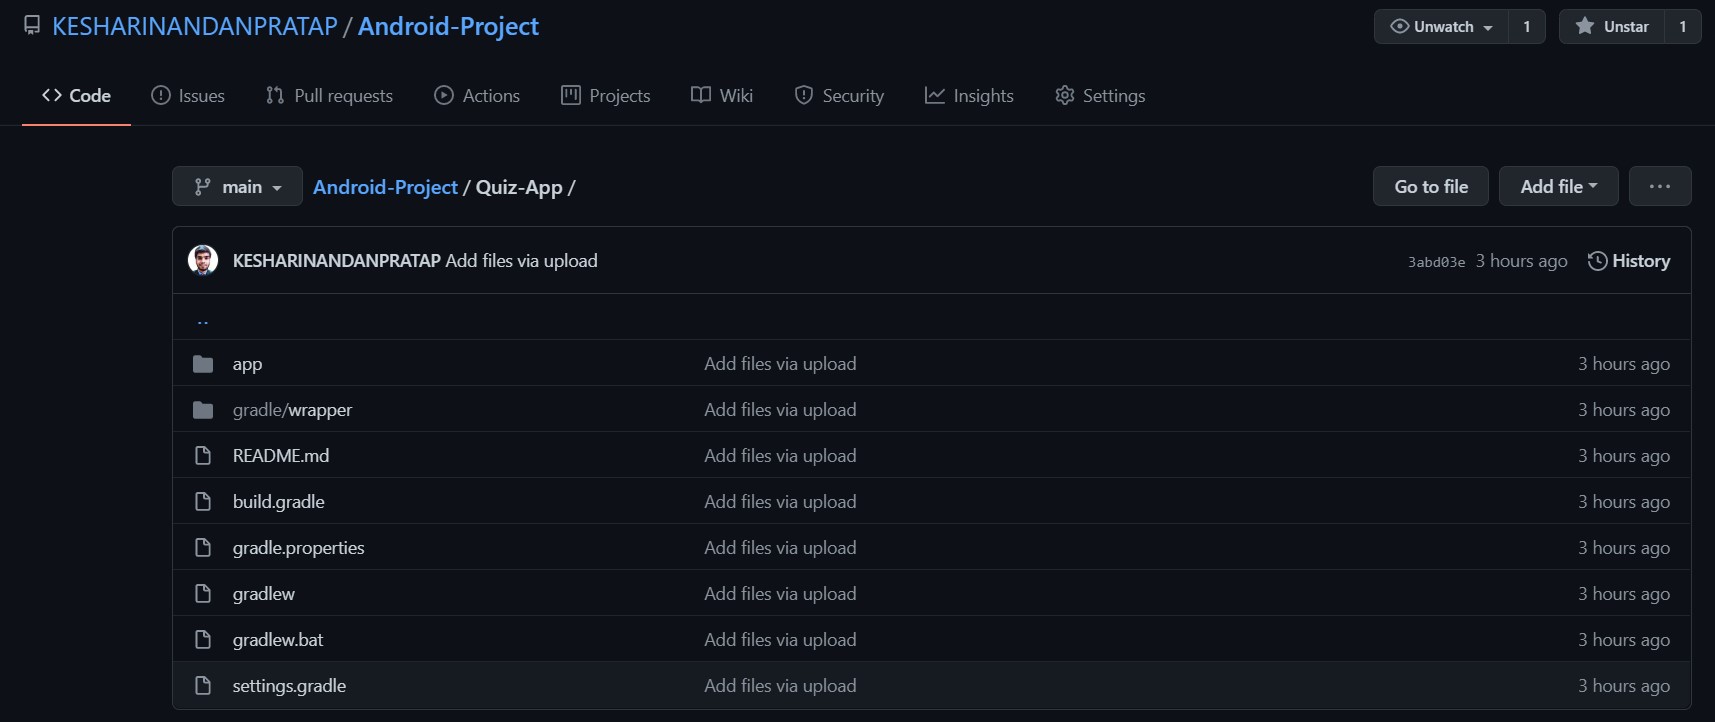 KESHARINANDANPRATAP / Android-Project Unwatch 1 Unstar 1
Code Issues Pull requests Actions Projects Wiki Security Insights Settings
main Android-Project / Quiz-App / Go to file Add file ...
KESHARINANDANPRATAP Add files via upload 3abd03e 3 hours ago History
..
app Add files via upload 3 hours ago
gradle/wrapper Add files via upload 3 hours ago
README.md Add files via upload 3 hours ago
build.gradle Add files via upload 3 hours ago
gradle.properties Add files via upload 3 hours ago
gradlew Add files via upload 3 hours ago
gradlew.bat Add files via upload 3 hours ago
settings.gradle Add files via upload 3 hours ago